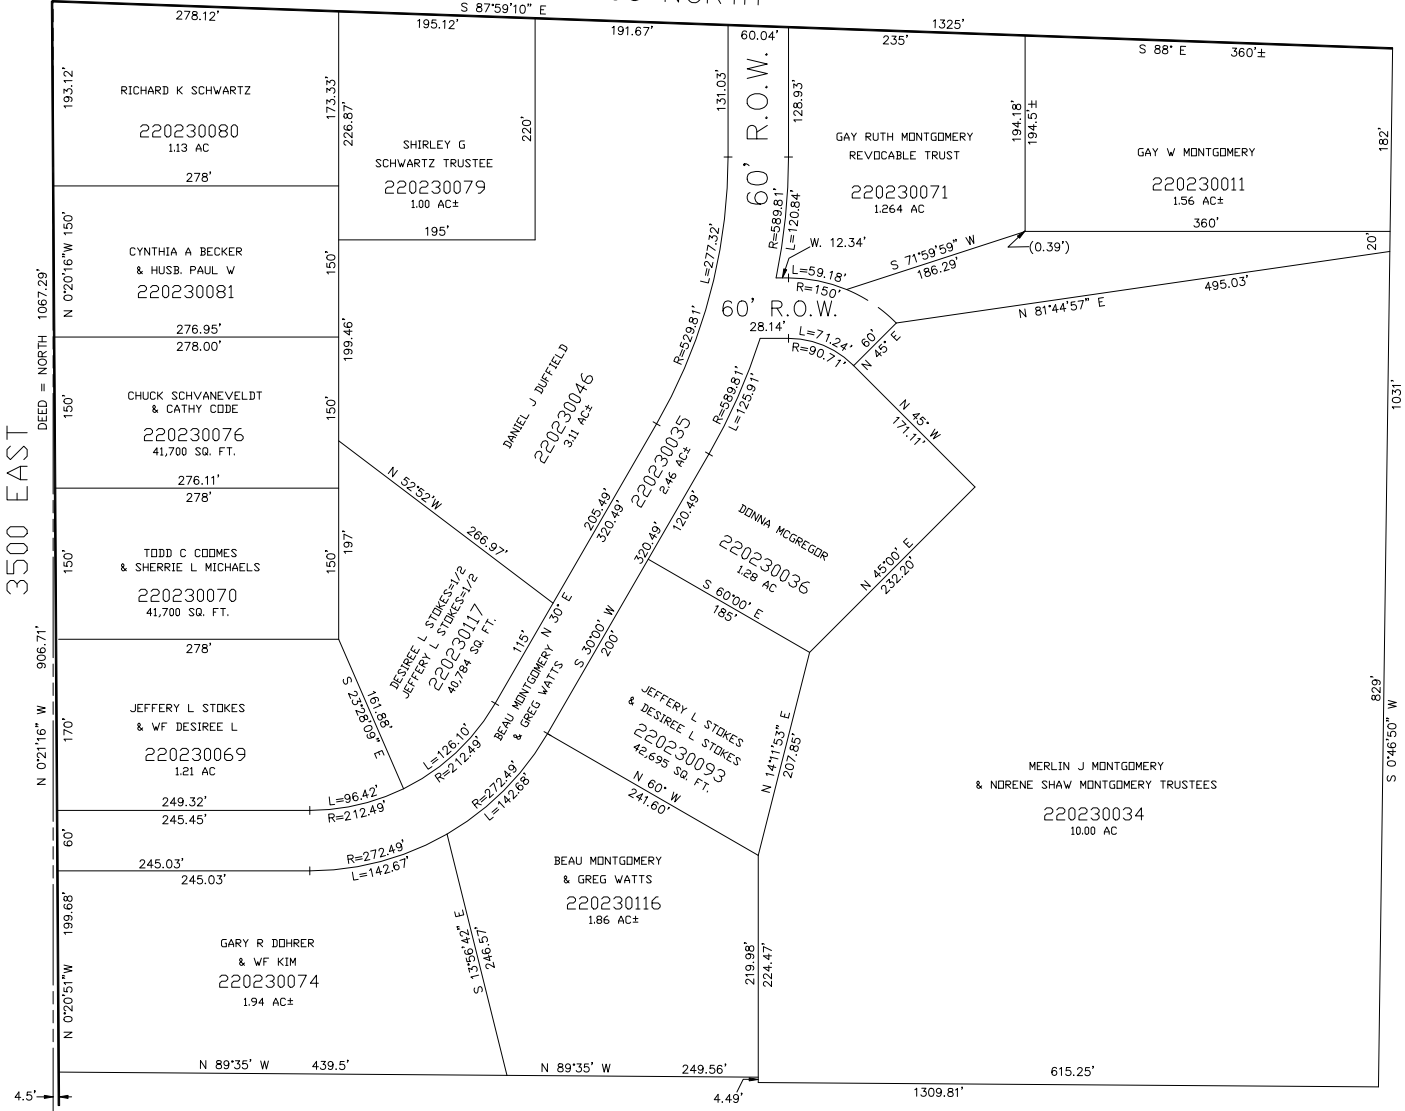 S 87°59'10" E
278.12'
195.12'
191.67'
60.04'
1325'
235'
S 88° E
360'±
193.12'
RICHARD K SCHWARTZ
220230080
1.13 AC
278'
173.33'
226.87'
SHIRLEY G
SCHWARTZ TRUSTEE
220230079
1.00 AC±
195'
220'
131.03'
60' R.O.W.
128.93'
GAY RUTH MONTGOMERY
REVOCABLE TRUST
220230071
1.264 AC
194.18'
194.5'±
GAY W MONTGOMERY
220230011
1.56 AC±
360'
182'
20'
(0.39')
R=589.81'
L=120.84'
W. 12.34'
S 71°59'59" W
186.29'
L=59.18'
R=150'
60' R.O.W.
28.14'
L=71.24'
R=90.71'
60'
N 45° E
N 81°44'57" E
495.03'
3500 EAST
DEED = NORTH 1067.29'
N 0°20'16"W 150'
CYNTHIA A BECKER
& HUSB. PAUL W
220230081
276.95'
150'
278.00'
199.46'
L=277.32'
R=529.81'
150'
CHUCK SCHVANEVELDT
& CATHY CODE
220230076
41,700 SQ. FT.
150'
276.11'
278'
DANIEL J DUFFIELD
220230046
3.11 AC±
R=589.81'
L=125.91'
N 45° W
171.11'
1031'
220230035
2.46 AC±
N 52°52'W
266.97'
205.49'
320.49'
320.49'
120.49'
DONNA MCGREGOR
220230036
1.28 AC
N 45°00' E
232.20'
S 60°00' E
185'
150'
TODD C COOMES
& SHERRIE L MICHAELS
220230070
41,700 SQ. FT.
150'
197'
278'
DESIREE L STOKES=1/2
JEFFERY L STOKES=1/2
220230117
40,784 SQ. FT.
115'
N 30° E
BEAU MONTGOMERY
& GREG WATTS
S 30°00' W
200'
N 0°21'16" W 906.71'
170'
JEFFERY L STOKES
& WF DESIREE L
220230069
1.21 AC
161.88'
S 23°28'09" E
L=126.10'
R=212.49'
R=272.49'
L=142.68'
JEFFERY L STOKES
& DESIREE L STOKES
220230093
42,695 SQ. FT.
N 60° W
241.60'
N 14°11'53" E
207.85'
829'
S 0°46'50" W
249.32'
245.45'
L=96.42'
R=212.49'
MERLIN J MONTGOMERY
& NORENE SHAW MONTGOMERY TRUSTEES
220230034
10.00 AC
60'
245.03'
245.03'
R=272.49'
L=142.67'
BEAU MONTGOMERY
& GREG WATTS
220230116
1.86 AC±
N 0°20'51"W 199.68'
GARY R DOHRER
& WF KIM
220230074
1.94 AC±
S 13°56'42" E
246.57'
219.98'
224.47'
N 89°35' W 439.5'
N 89°35' W 249.56'
615.25'
4.5'
4.49'
1309.81'